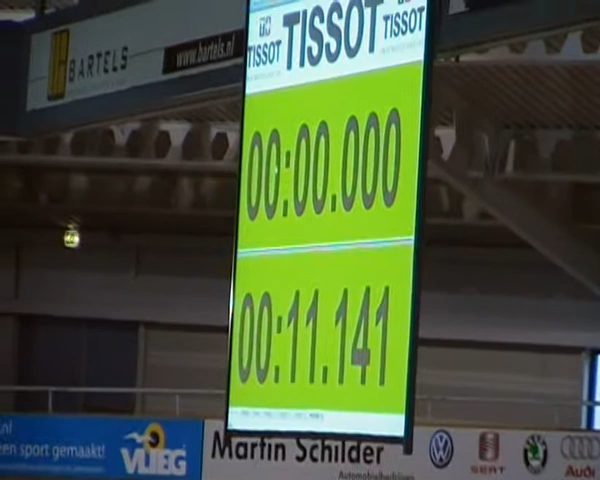 BARTELS
www.bartels.nl
TISSOT TISSOT TISSOT
00:00.000
00:11.141
.nl
een sport gemaakt!
VLIEG
Martin Schilder
SEAT
Audi